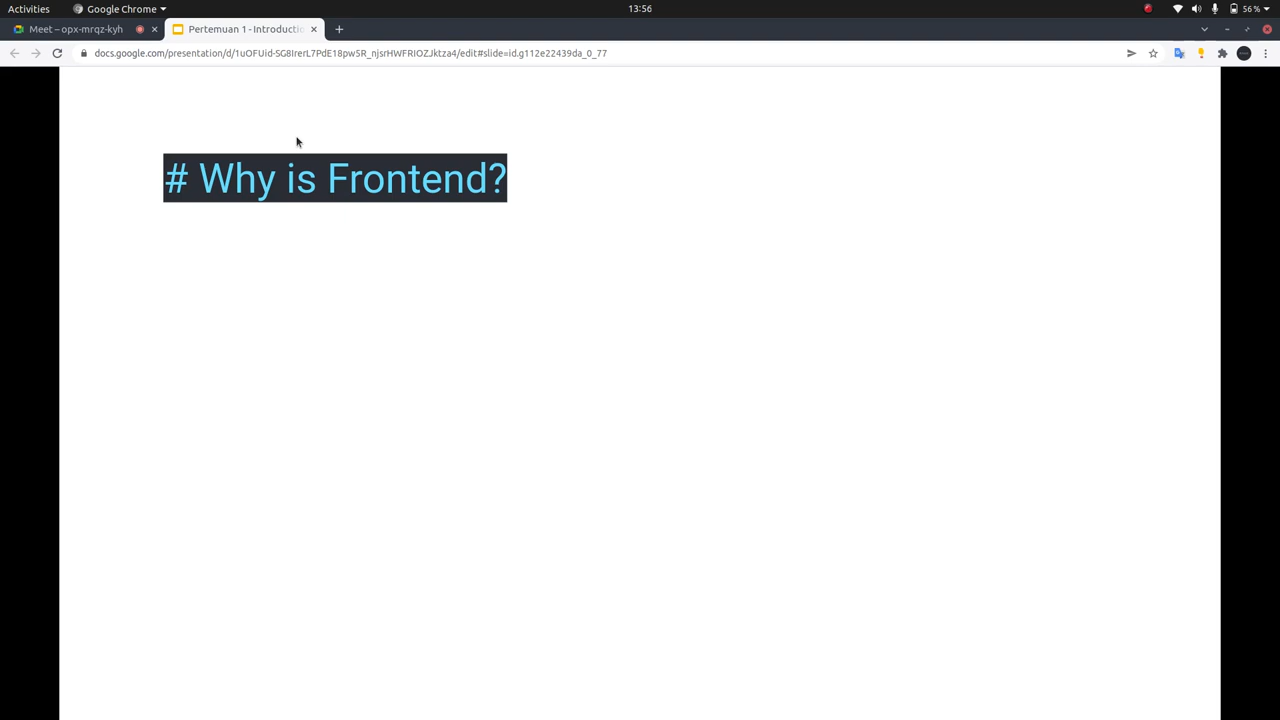 Activities
Google Chrome
13:56
56 %
Meet – opx-mrqz-kyh
Pertemuan 1 - Introductio
docs.google.com/presentation/d/1uOFUid-SG8IrerL7PdE18pw5R_njsrHWFRIOZJktza4/edit#slide=id.g112e22439da_0_77
# Why is Frontend?